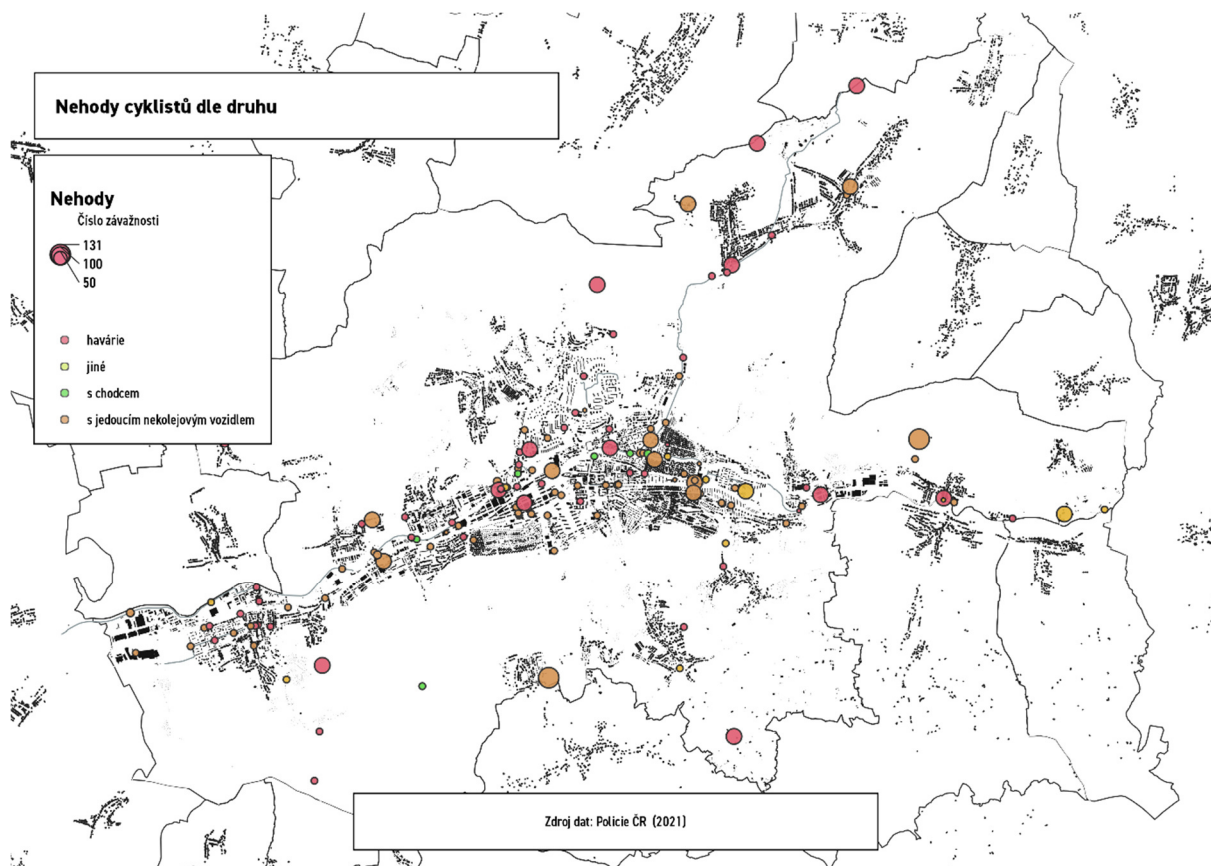 Nehody cyklistů dle druhu
Nehody
Číslo závažnosti
131
100
50
havárie
jiné
s chodcem
s jedoucím nekolejovým vozidlem
Zdroj dat: Policie ČR (2021)